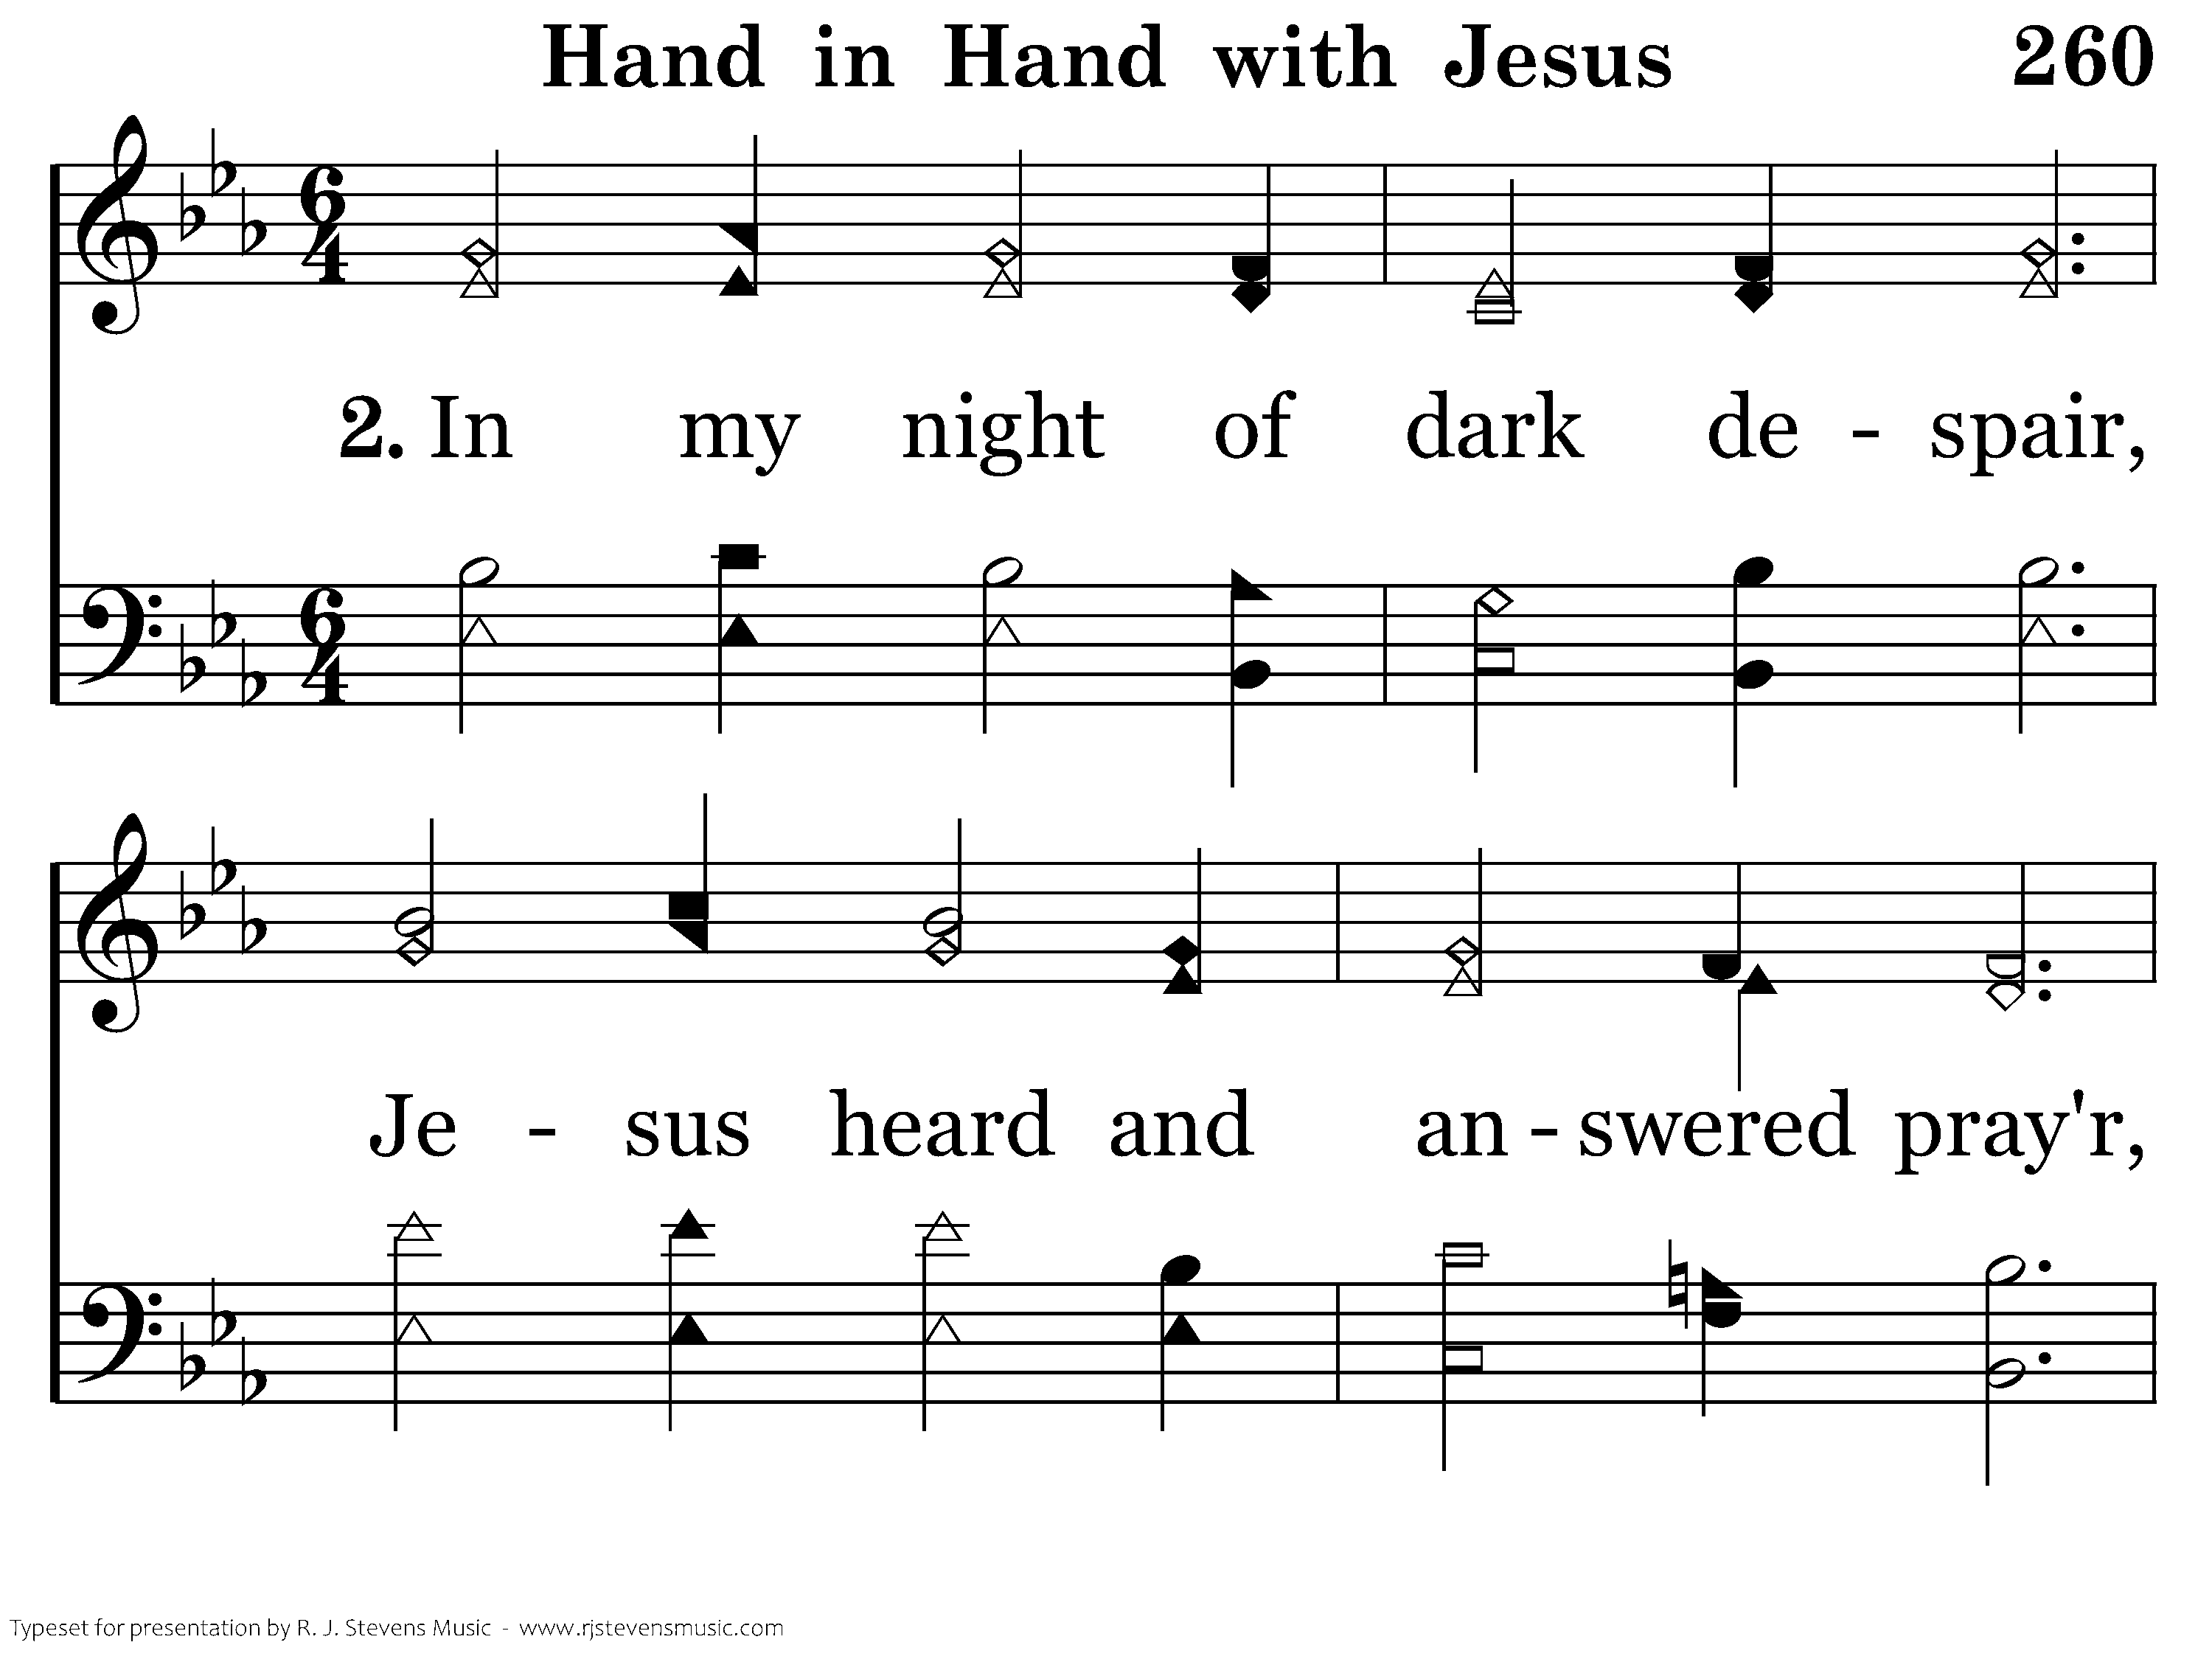 Hand in Hand with Jesus 260
2. In my night of dark de - spair,
Je - sus heard and an - swered pray'r,
Typeset for presentation by R. J. Stevens Music - www.rjstevensmusic.com